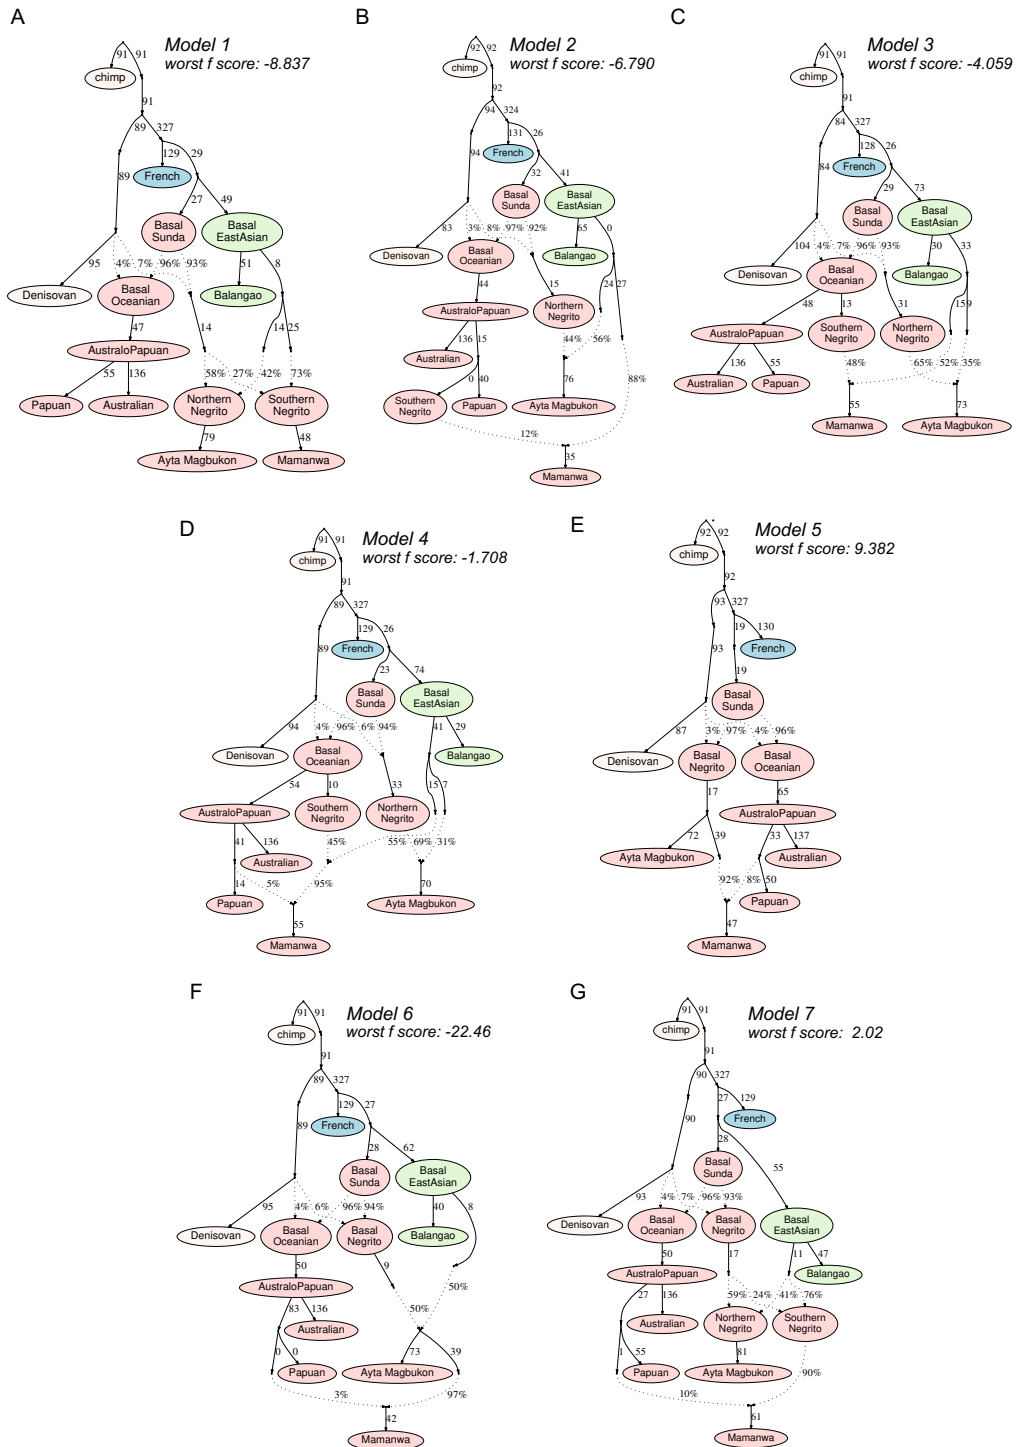 A
Model 1
worst f score: -8.837
91 91
chimp
91
89 327
129 29
89
French
27 49
Basal
Sunda
Basal
EastAsian
95 4% 7% 96% 93% 51 8
Denisovan
Basal
Oceanian
Balangao
47 14 14 25
AustraloPapuan
55 136 58% 27% 42% 73%
Papuan
Australian
Northern
Negrito
Southern
Negrito
79 48
Ayta Magbukon
Mamanwa
B
Model 2
worst f score: -6.790
92 92
chimp
92
94 324
131 26
94
French
32 41
Basal
Sunda
Basal
EastAsian
83 3% 8% 97% 92% 65 0
Denisovan
Basal
Oceanian
Balangao
44 15 24 27
AustraloPapuan
Northern
Negrito
136 15 44% 56%
Australian
0 40 76 88%
Southern
Negrito
Papuan
Ayta Magbukon
12%
35
Mamanwa
C
Model 3
worst f score: -4.059
91 91
chimp
91
84 327
128 26
84
French
29 73
Basal
Sunda
Basal
EastAsian
104 4% 7% 96% 93% 30 33
Denisovan
Basal
Oceanian
Balangao
48 13 31 15 9
AustraloPapuan
Southern
Negrito
Northern
Negrito
136 55 48% 65% 52% 35%
Australian
Papuan
55 73
Mamanwa
Ayta Magbukon
D
Model 4
worst f score: -1.708
91 91
chimp
91
89 327
129 26
89
French
23 74
Basal
Sunda
Basal
EastAsian
94 4% 96% 6% 94% 41 29
Denisovan
Basal
Oceanian
Balangao
54 10 33 15 7
AustraloPapuan
Southern
Negrito
Northern
Negrito
41 136 45% 55% 69% 31%
Australian
14 5% 95% 70
Papuan
Ayta Magbukon
55
Mamanwa
E
Model 5
worst f score: 9.382
92 92
chimp
92
93 327
19 130
93
French
19
Basal
Sunda
87 3% 97% 4% 96%
Denisovan
Basal
Negrito
Basal
Oceanian
17 65
AustraloPapuan
72 39 33 137
Ayta Magbukon
Australian
92% 8% 50
Papuan
47
Mamanwa
F
Model 6
worst f score: -22.46
91 91
chimp
91
89 327
129 27
89
French
28 62
Basal
Sunda
Basal
EastAsian
95 4% 6% 96% 94% 40 8
Denisovan
Basal
Oceanian
Basal
Negrito
Balangao
50 9
AustraloPapuan
50%
83 136 50%
Australian
0 0 73 39
Papuan
Ayta Magbukon
3% 97%
42
Mamanwa
G
Model 7
worst f score: 2.02
91 91
chimp
91
90 327
27 129
90
French
28
Basal
Sunda
55
93 4% 7% 96% 93%
Denisovan
Basal
Oceanian
Basal
Negrito
Basal
EastAsian
50 17 11 47
AustraloPapuan
Balangao
27 136 59% 24% 41% 76%
Australian
Northern
Negrito
Southern
Negrito
1 55 81 90%
Papuan
Ayta Magbukon
10%
61
Mamanwa